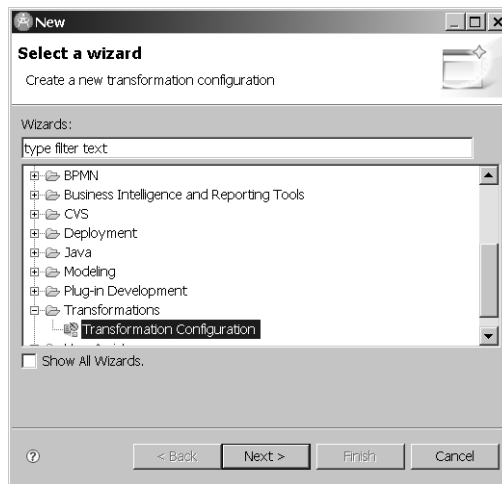 New
Select a wizard
Create a new transformation configuration
Wizards:
type filter text
BPMN
Business Intelligence and Reporting Tools
CVS
Deployment
Java
Modeling
Plug-in Development
Transformations
Transformation Configuration
Show All Wizards.
< Back Next > Finish Cancel